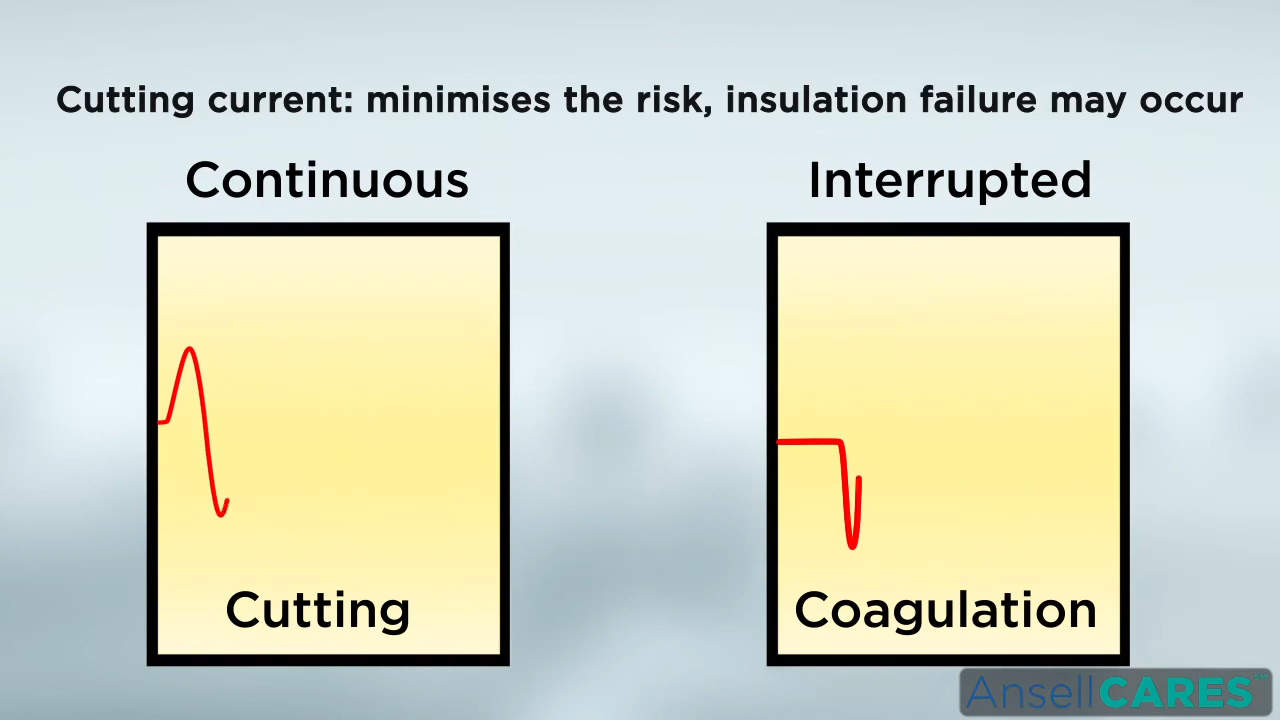 Cutting current: minimises the risk, insulation failure may occur
Continuous
Interrupted
Cutting
Coagulation
AnsellCARES